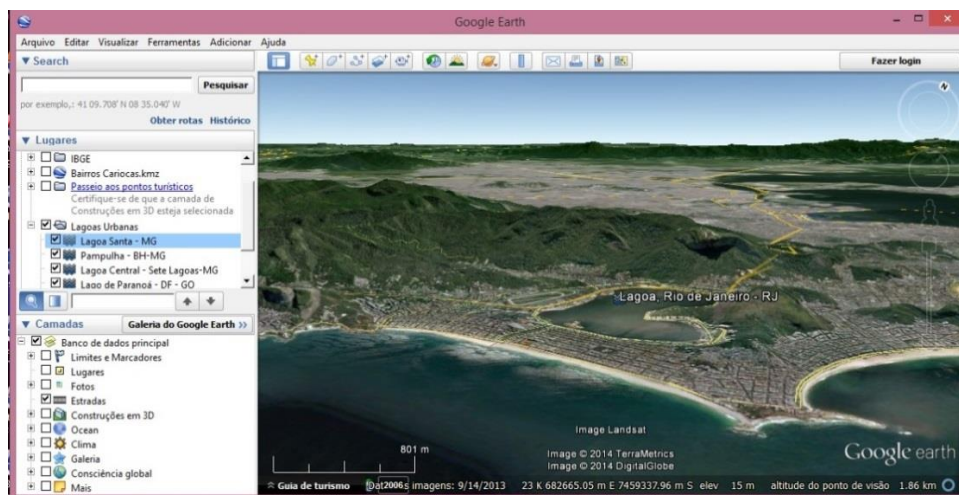 Google Earth
Arquivo Editar Visualizar Ferramentas Adicionar Ajuda
Search
Fazer login
Pesquisar
por exemplo,: 41 09.708' N 08 35.040' W
Obter rotas Histórico
Lugares
IBGE
Bairros Cariocas.kmz
Passeio aos pontos turísticos
Certifique-se de que a camada de
Construções em 3D esteja selecionada
Lagoas Urbanas
Lagoa Santa - MG
Pampulha - BH-MG
Lagoa Central - Sete Lagoas-MG
Lago de Paranoá - DF - GO
Camadas Galeria do Google Earth >>
Banco de dados principal
Limites e Marcadores
Lugares
Fotos
Estradas
Construções em 3D
Ocean
Clima
Galeria
Consciência global
Mais
N
Lagoa, Rio de Janeiro - RJ
Image Landsat
801 m
Image © 2014 TerraMetrics
Image © 2014 DigitalGlobe
Google earth
Guia de turismo 2006 imagens: 9/14/2013 23 K 682665.05 m E 7459337.96 m S elev 15 m altitude do ponto de visão 1.86 km